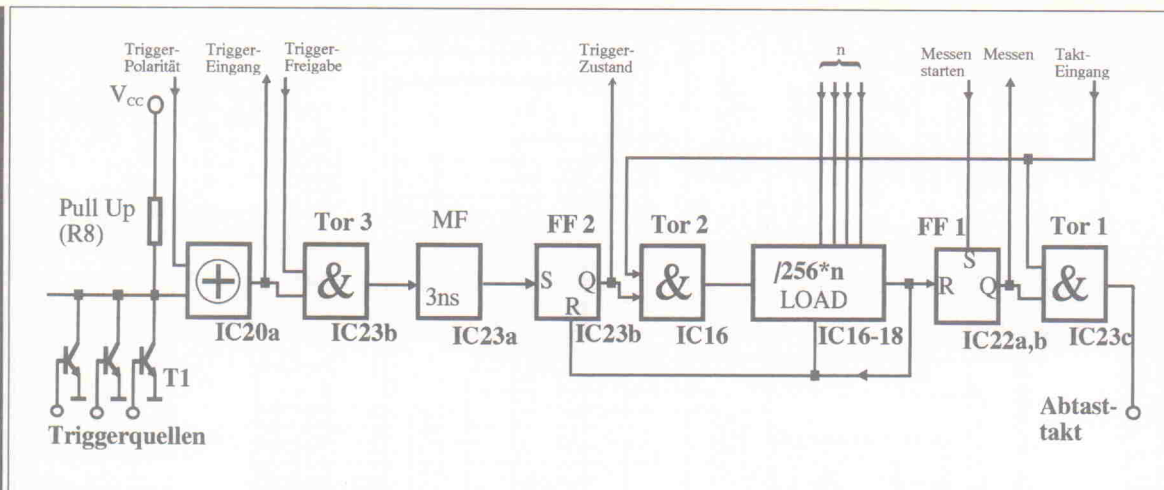 Trigger-
Polarität
Trigger-
Eingang
Trigger-
Freigabe
Trigger-
Zustand
n
Messen
starten
Messen
Takt-
Eingang
VCC
Pull Up
(R8)
Tor 3
MF
FF 2
Tor 2
FF 1
Tor 1
&
3ns
S
Q
R
&
/256*n
LOAD
S
R
Q
&
IC20a
IC23b
IC23a
IC23b
IC16
IC16-18
IC22a,b
IC23c
T1
Triggerquellen
Abtast-
takt